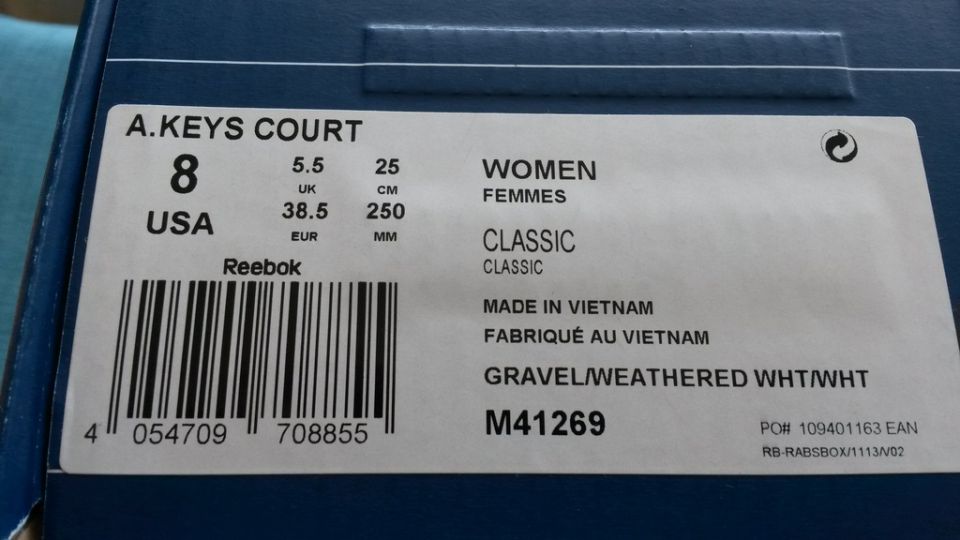 A.KEYS COURT
8
USA
5.5
UK
38.5
EUR
25
CM
250
MM
Reebok
4 054709 708855
WOMEN
FEMMES
CLASSIC
CLASSIC
MADE IN VIETNAM
FABRIQUÉ AU VIETNAM
GRAVEL/WEATHERED WHT/WHT
M41269
PO# 109401163 EAN
RB-RABSBOX/1113/V02